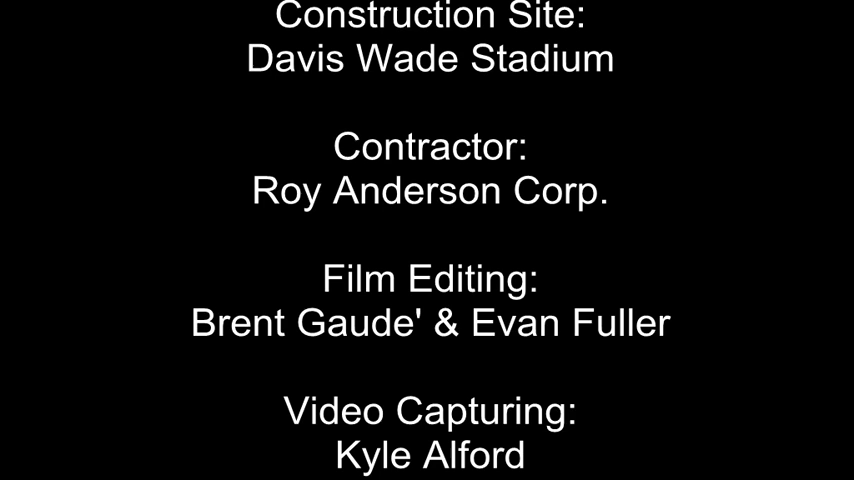 Construction Site:
Davis Wade Stadium
Contractor:
Roy Anderson Corp.
Film Editing:
Brent Gaude' & Evan Fuller
Video Capturing:
Kyle Alford